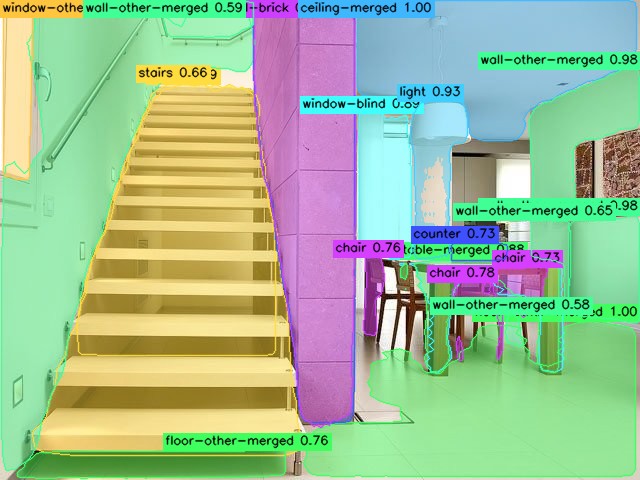 window-othe
wall-other-merged 0.59
l-brick (
ceiling-merged 1.00
wall-other-merged 0.98
stairs 0.66
light 0.93
window-blind 0.89
0.98
wall-other-merged 0.65
counter 0.73
chair 0.76
table-merged 0.88
chair 0.73
chair 0.78
wall-other-merged 0.58
1.00
floor-other-merged 0.76